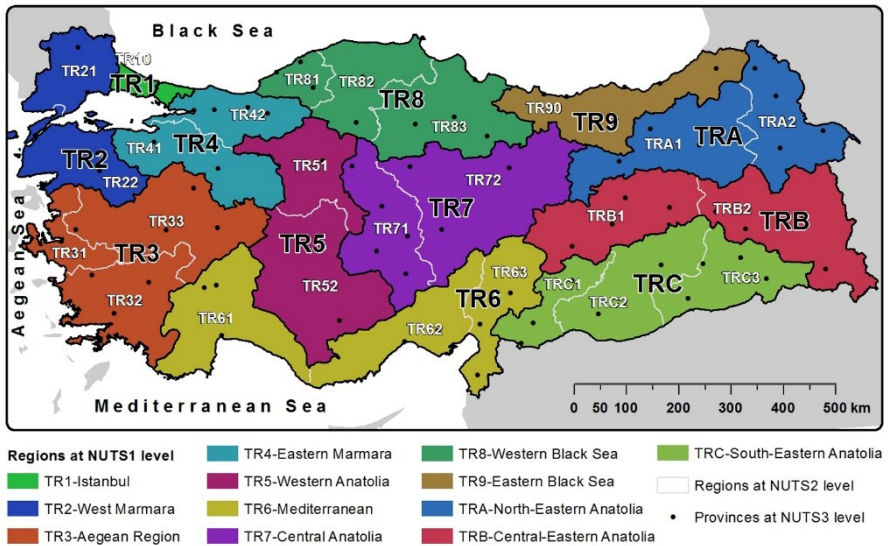 Black Sea
TR10
TR21
TR1
TR81
TR82
TR8
TR83
TR42
TR90
TR9
TRA
TRA2
TRA1
TR41
TR4
TR2
TR22
TR51
TR72
TR7
TR71
TRB1
TRB2
TRB
Aegean Sea
TR33
TR31
TR3
TR32
TR5
TR52
TR61
TR62
TR6
TR63
TRC1
TRC2
TRC
TRC3
Mediterranean Sea
0 50 100 200 300 400 500 km
Regions at NUTS1 level
TR1-Istanbul
TR2-West Marmara
TR3-Aegean Region
TR4-Eastern Marmara
TR5-Western Anatolia
TR6-Mediterranean
TR7-Central Anatolia
TR8-Western Black Sea
TR9-Eastern Black Sea
TRA-North-Eastern Anatolia
TRB-Central-Eastern Anatolia
TRC-South-Eastern Anatolia
Regions at NUTS2 level
Provinces at NUTS3 level